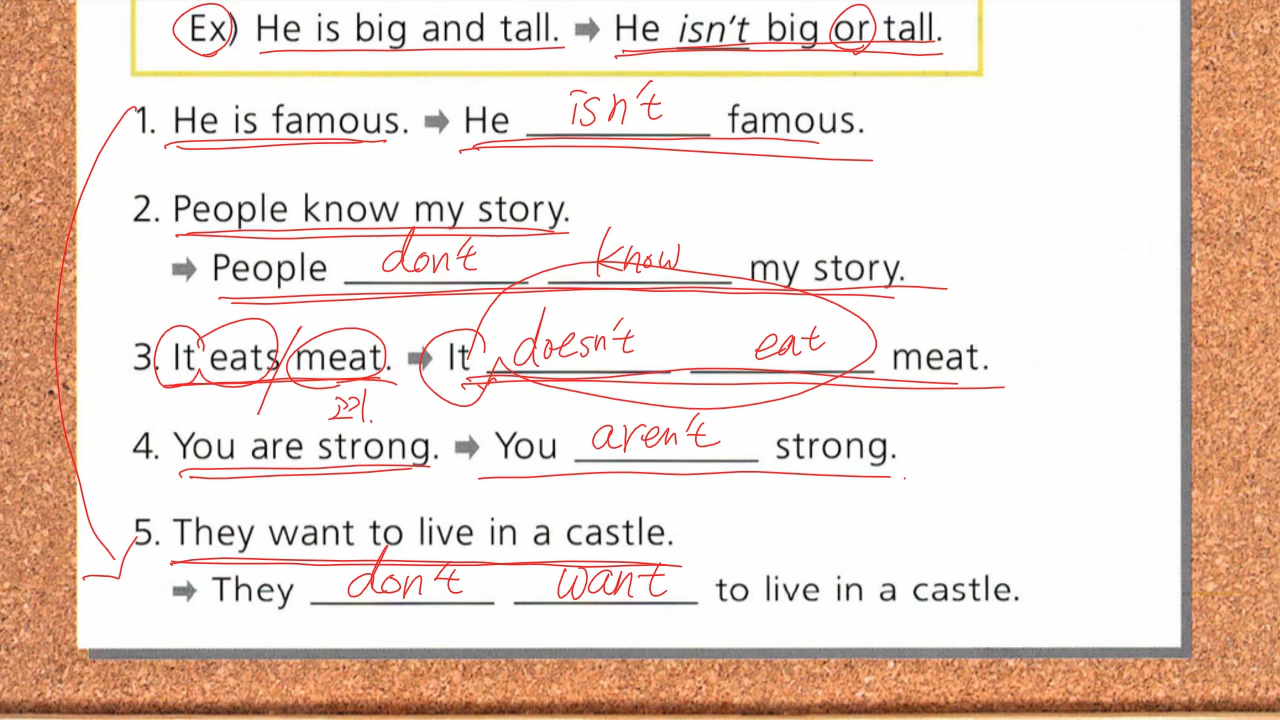 Ex) He is big and tall. ➡ He isn't big or tall.
1. He is famous. ➡ He isn't famous.
2. People know my story.
➡ People don't know my story.
3. It eats meat. ➡ It doesn't eat meat.
고기.
4. You are strong. ➡ You aren't strong.
5. They want to live in a castle.
➡ They don't want to live in a castle.